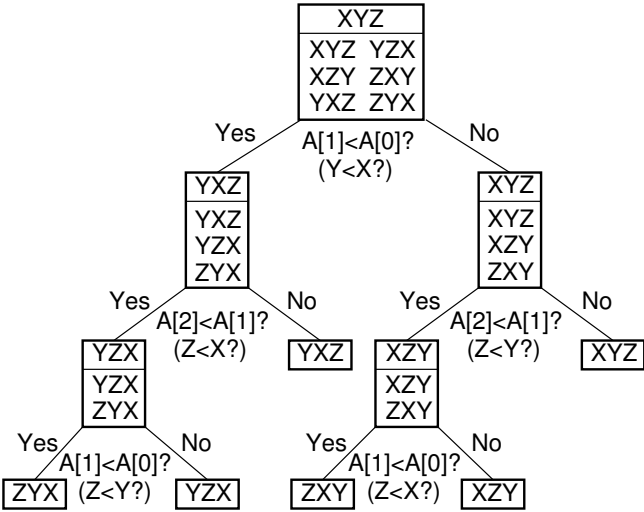 XYZ
XYZ YZX
XZY ZXY
YXZ ZYX
Yes
A[1]<A[0]?
(Y<X?)
No
YXZ
YXZ
YZX
ZYX
XYZ
XYZ
XZY
ZXY
Yes
A[2]<A[1]?
(Z<X?)
No
Yes
A[2]<A[1]?
(Z<Y?)
No
YZX
YZX
ZYX
YXZ
XZY
XZY
ZXY
XYZ
Yes
A[1]<A[0]?
(Z<Y?)
No
Yes
A[1]<A[0]?
(Z<X?)
No
ZYX
YZX
ZXY
XZY